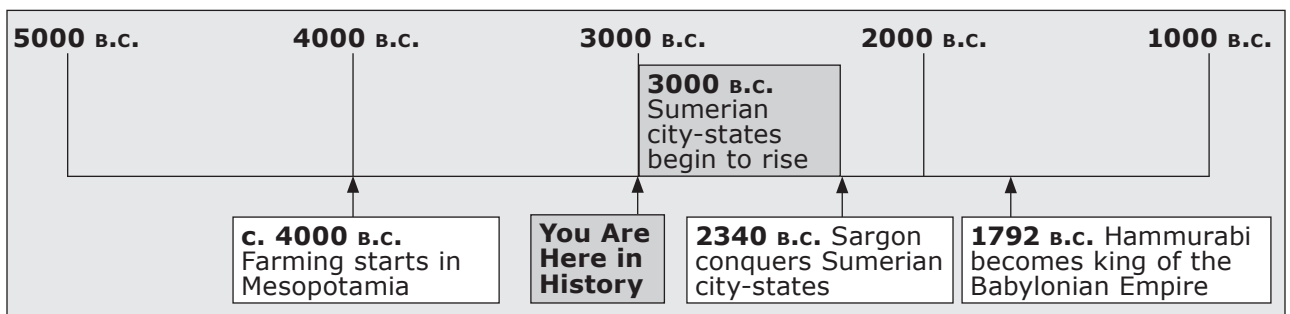 5000 B.C. 4000 B.C. 3000 B.C. 2000 B.C. 1000 B.C.
3000 B.C.
Sumerian
city-states
begin to rise
c. 4000 B.C.
Farming starts in
Mesopotamia
You Are
Here in
History
2340 B.C. Sargon
conquers Sumerian
city-states
1792 B.C. Hammurabi
becomes king of the
Babylonian Empire